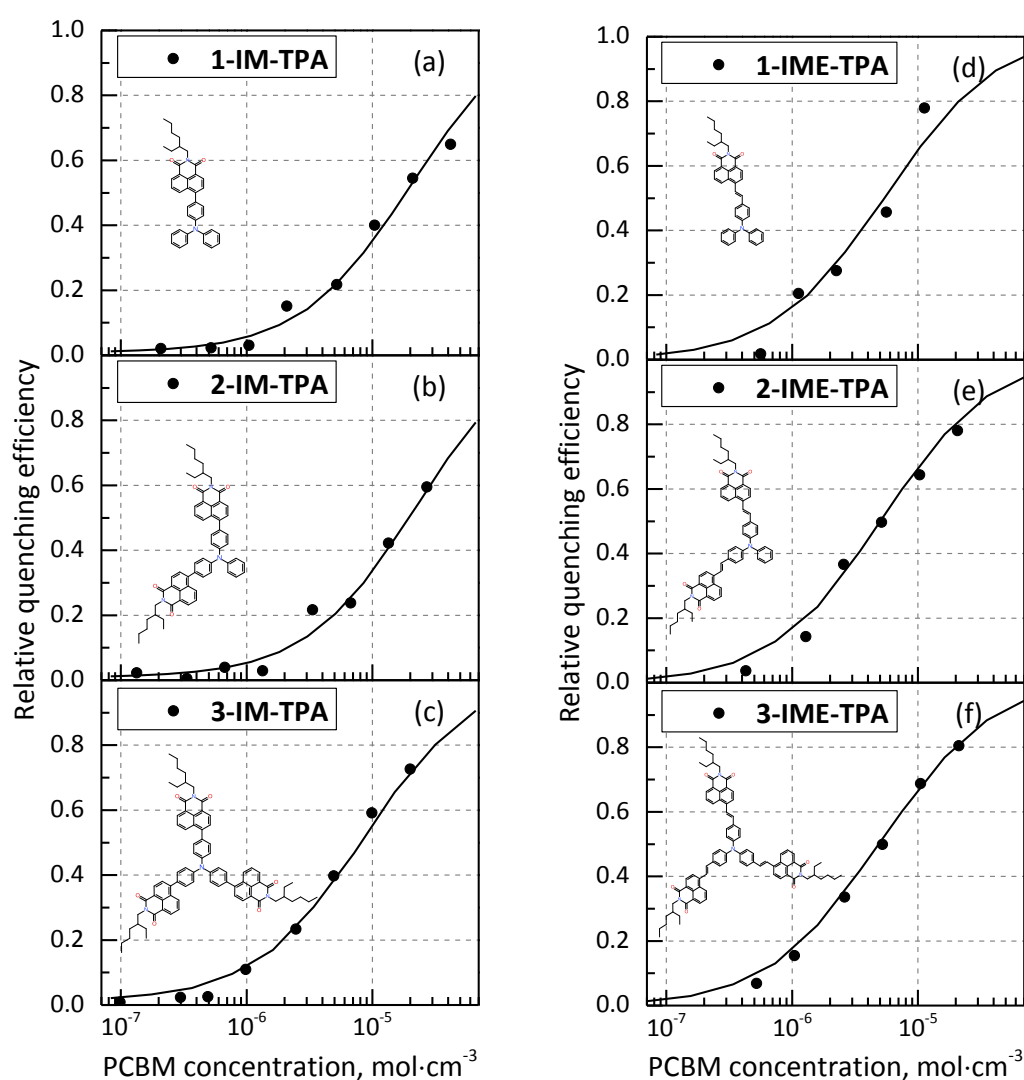 1.0
1-IM-TPA
(a)
0.8
0.6
0.4
0.2
0.0
2-IM-TPA
(b)
0.8
0.6
0.4
0.2
0.0
3-IM-TPA
(c)
0.8
0.6
0.4
0.2
0.0
10⁻⁷ 10⁻⁶ 10⁻⁵
PCBM concentration, mol·cm⁻³
Relative quenching efficiency
1.0
1-IME-TPA
(d)
0.8
0.6
0.4
0.2
0.0
2-IME-TPA
(e)
0.8
0.6
0.4
0.2
0.0
3-IME-TPA
(f)
0.8
0.6
0.4
0.2
0.0
10⁻⁷ 10⁻⁶ 10⁻⁵
PCBM concentration, mol·cm⁻³
Relative quenching efficiency